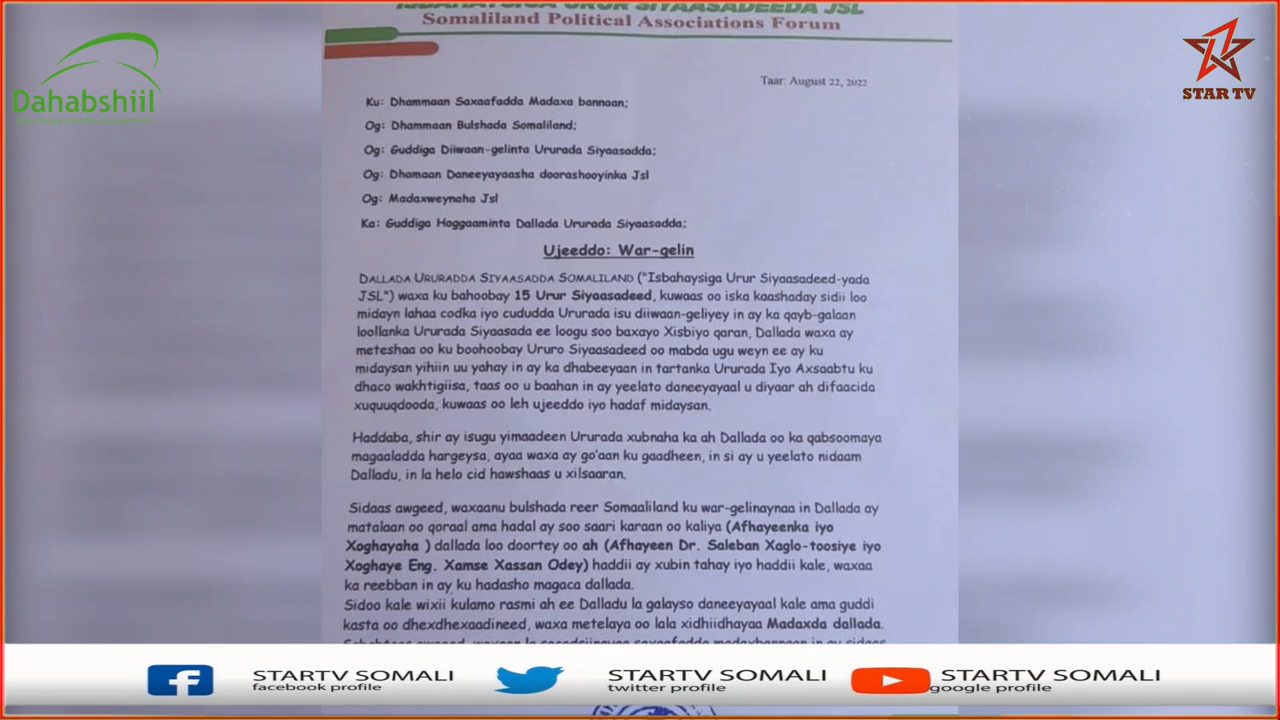 ISBAHAYSIGA URUR SIYAASADEEDA JSL
Somaliland Political Associations Forum
Dahabshiil
STAR TV
Taar: August 22, 2022
Ku: Dhammaan Saxaafadda Madaxa bannaan;
Og: Dhammaan Bulshada Somaliland;
Og: Guddiga Diiwaan-gelinta Ururada Siyaasadda;
Og: Dhamaan Daneeyayaasha doorashooyinka Jsl
Og: Madaxweynaha Jsl
Ka: Guddiga Hoggaaminta Dallada Ururada Siyaasadda;
Ujeeddo: War-gelin
DALLADA URURADDA SIYAASADDA SOMALILAND ("Isbahaysiga Urur Siyaasadeed-yada
JSL") waxa ku bahoobay 15 Urur Siyaasadeed, kuwaas oo iska kaashaday sidii loo
midayn lahaa codka iyo cududda Ururada isu diiwaan-geliyey in ay ka qayb-galaan
loollanka Ururada Siyaasada ee loogu soo baxayo Xisbiyo qaran, Dallada waxa ay
meteshaa oo ku boohoobay Ururo Siyaasadeed oo mabda ugu weyn ee ay ku
midaysan yihiin uu yahay in ay ka dhabeeyaan in tartanka Ururada Iyo Axsaabtu ku
dhaco wakhtigiisa, taas oo u baahan in ay yeelato daneeyayaal u diyaar ah difaacida
xuquuqdooda, kuwaas oo leh ujeeddo iyo hadaf midaysan.
Haddaba, shir ay isugu yimaadeen Ururada xubnaha ka ah Dallada oo ka qabsoomaya
magaaladda hargeysa, ayaa waxa ay go'aan ku gaadheen, in si ay u yeelato nidaam
Dalladu, in la helo cid hawshaas u xilsaaran.
Sidaas awgeed, waxaanu bulshada reer Somaaliland ku war-gelinaynaa in Dallada ay
matalaan oo qoraal ama hadal ay soo saari karaan oo kaliya (Afhayeenka iyo
Xoghayaha ) dallada loo doortey oo ah (Afhayeen Dr. Saleban Xaglo-toosiye iyo
Xoghaye Eng. Xamse Xassan Odey) haddii ay xubin tahay iyo haddii kale, waxaa
ka reebban in ay ku hadasho magaca dallada.
Sidoo kale wixii kulamo rasmi ah ee Dalladu la galayso daneeyayaal kale ama guddi
kasta oo dhexdhexaadineed, waxa metelaya oo lala xidhiidhayaa Madaxda dallada.
STARTV SOMALI
facebook profile
STARTV SOMALI
twitter profile
STARTV SOMALI
google profile